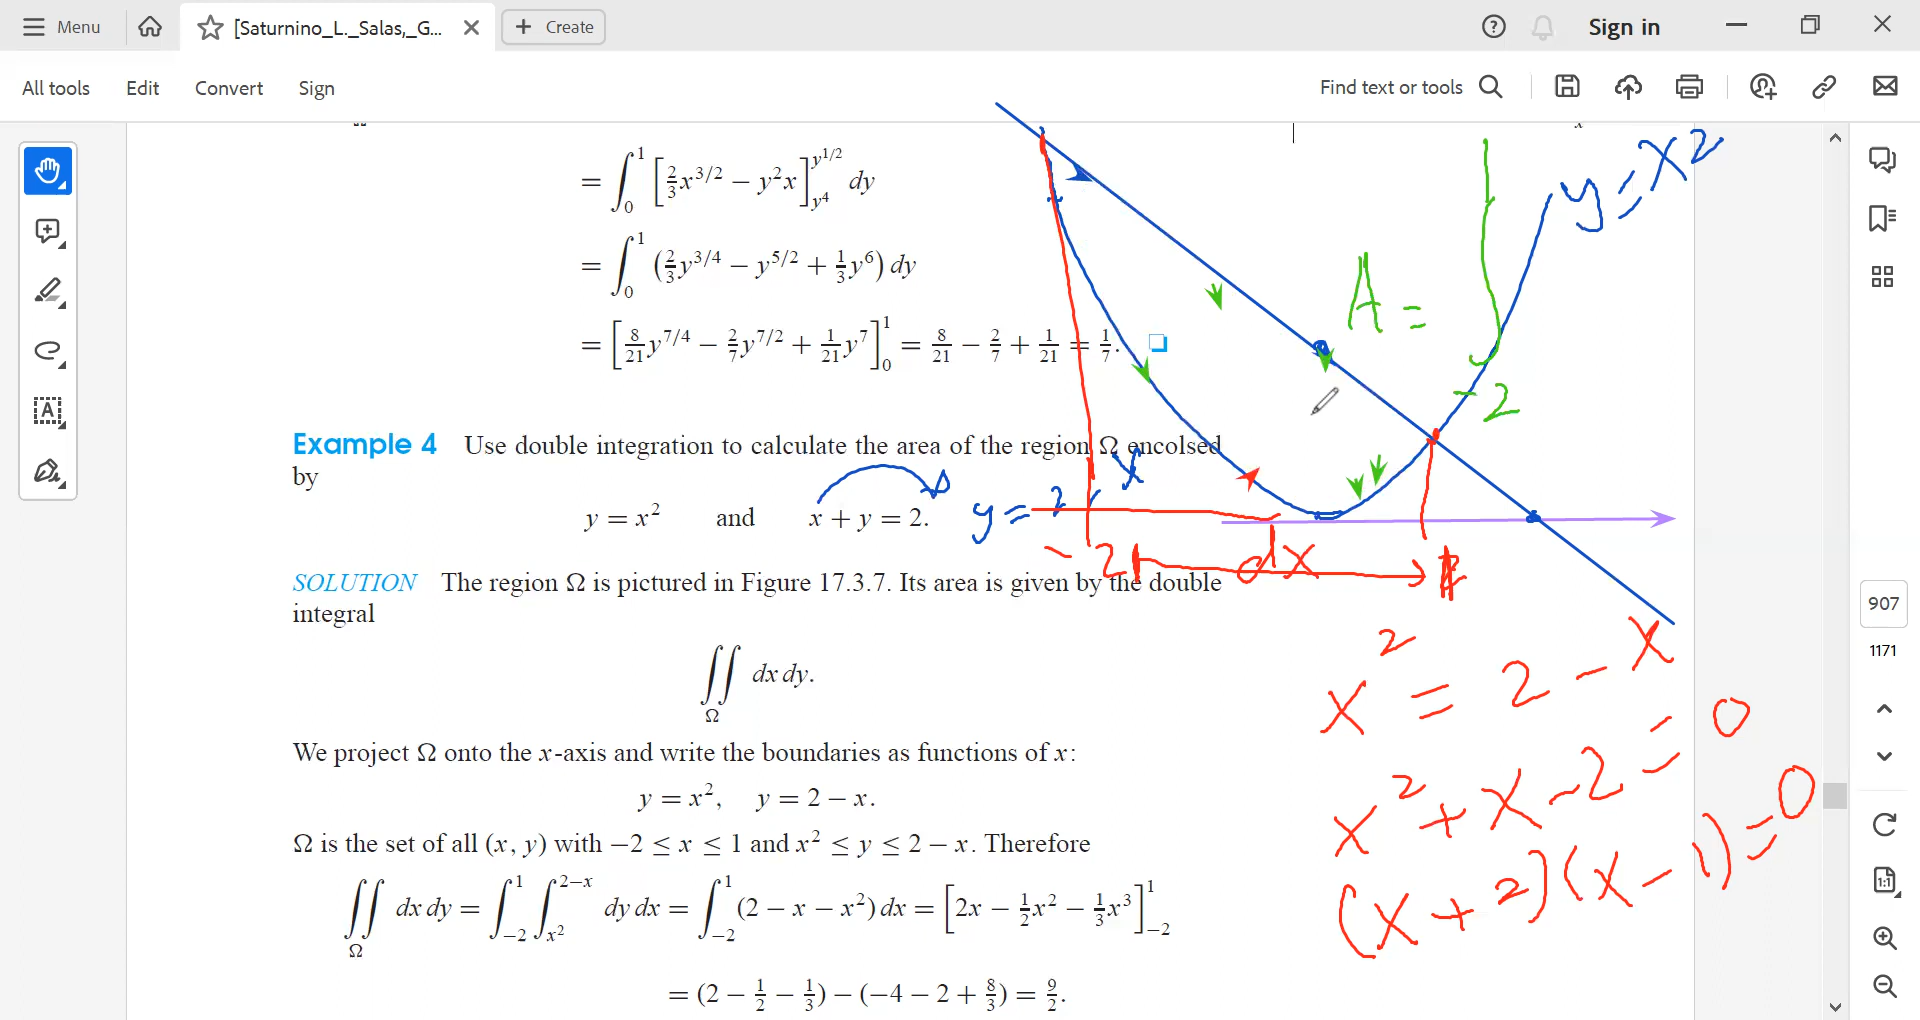 Menu [Saturnino_L._Salas,_G... + Create Sign in
All tools Edit Convert Sign Find text or tools
= ∫₀¹ [⅔x^{3/2} − y²x]_{y⁴}^{y^{1/2}} dy
= ∫₀¹ (⅔y^{3/4} − y^{5/2} + ⅓y⁶) dy
= [8/21 y^{7/4} − 2/7 y^{7/2} + 1/21 y⁷]₀¹ = 8/21 − 2/7 + 1/21 = 1/7. ❏
y = x²
A =
-2
Example 4 Use double integration to calculate the area of the region Ω encolsed
by
y = x² and x + y = 2.
y = 2 - x
-2 dx 1
SOLUTION The region Ω is pictured in Figure 17.3.7. Its area is given by the double
integral
∬_Ω dx dy.
We project Ω onto the x-axis and write the boundaries as functions of x:
y = x², y = 2 − x.
Ω is the set of all (x, y) with −2 ≤ x ≤ 1 and x² ≤ y ≤ 2 − x. Therefore
∬_Ω dx dy = ∫_{−2}^{1} ∫_{x²}^{2−x} dy dx = ∫_{−2}^{1} (2 − x − x²) dx = [2x − ½x² − ⅓x³]_{−2}^{1}
= (2 − ½ − ⅓) − (−4 − 2 + 8/3) = 9/2.
x² = 2 - x
x² + x - 2 = 0
(x + 2)(x - 1) = 0
907
1171
1:1